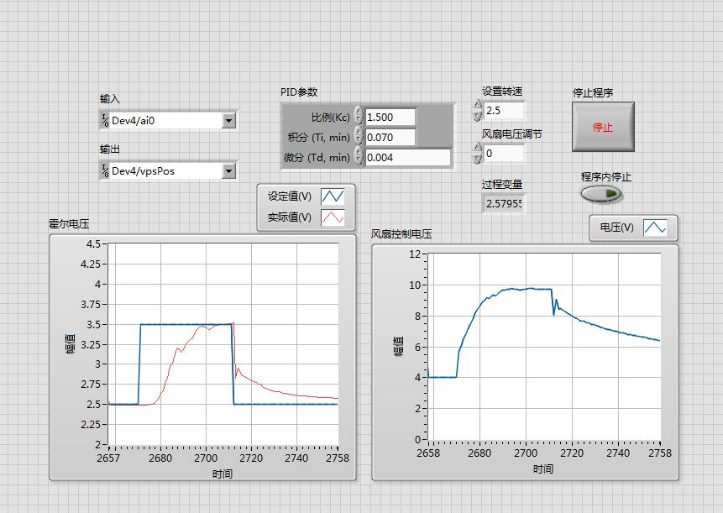 输入
Dev4/ai0
输出
Dev4/vpsPos
PID参数
比例(Kc) 1.500
积分 (Ti, min) 0.070
微分 (Td, min) 0.004
设置转速
2.5
风扇电压调节
0
过程变量
2.57955
停止程序
停止
程序内停止
设定值(V)
实际值(V)
霍尔电压
幅值
4.5
4.25
4
3.75
3.5
3.25
3
2.75
2.5
2.25
2
2657 2680 2700 2720 2740 2758
时间
电压(V)
风扇控制电压
幅值
12
10
8
6
4
2
0
2658 2680 2700 2720 2740 2758
时间